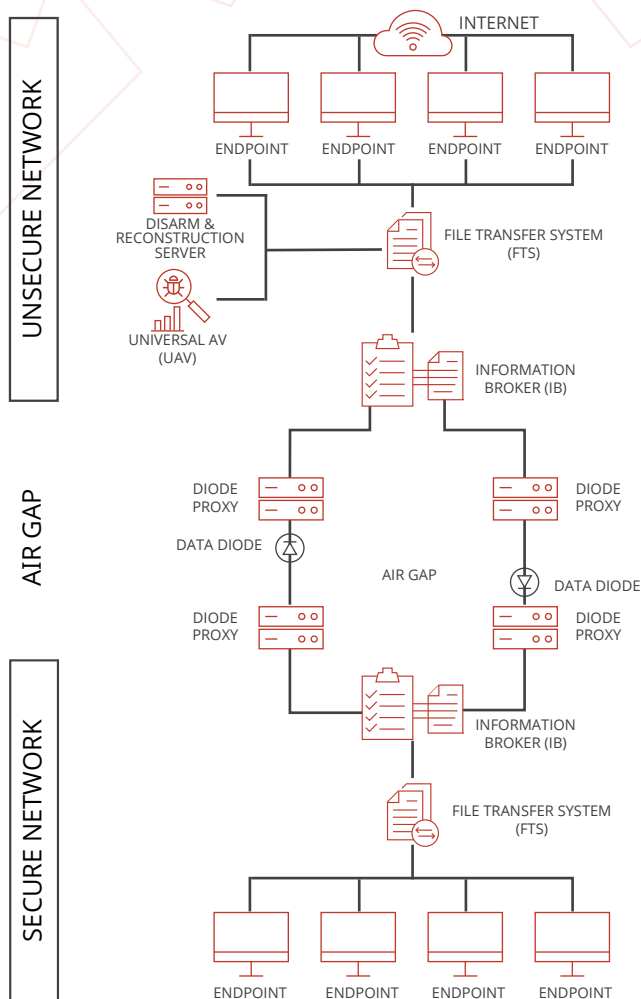 INTERNET
UNSECURE NETWORK
ENDPOINT
ENDPOINT
ENDPOINT
ENDPOINT
DISARM &
RECONSTRUCTION
SERVER
FILE TRANSFER SYSTEM
(FTS)
UNIVERSAL AV
(UAV)
INFORMATION
BROKER (IB)
AIR GAP
DIODE
PROXY
DIODE
PROXY
DATA DIODE
AIR GAP
DATA DIODE
DIODE
PROXY
DIODE
PROXY
SECURE NETWORK
INFORMATION
BROKER (IB)
FILE TRANSFER SYSTEM
(FTS)
ENDPOINT
ENDPOINT
ENDPOINT
ENDPOINT